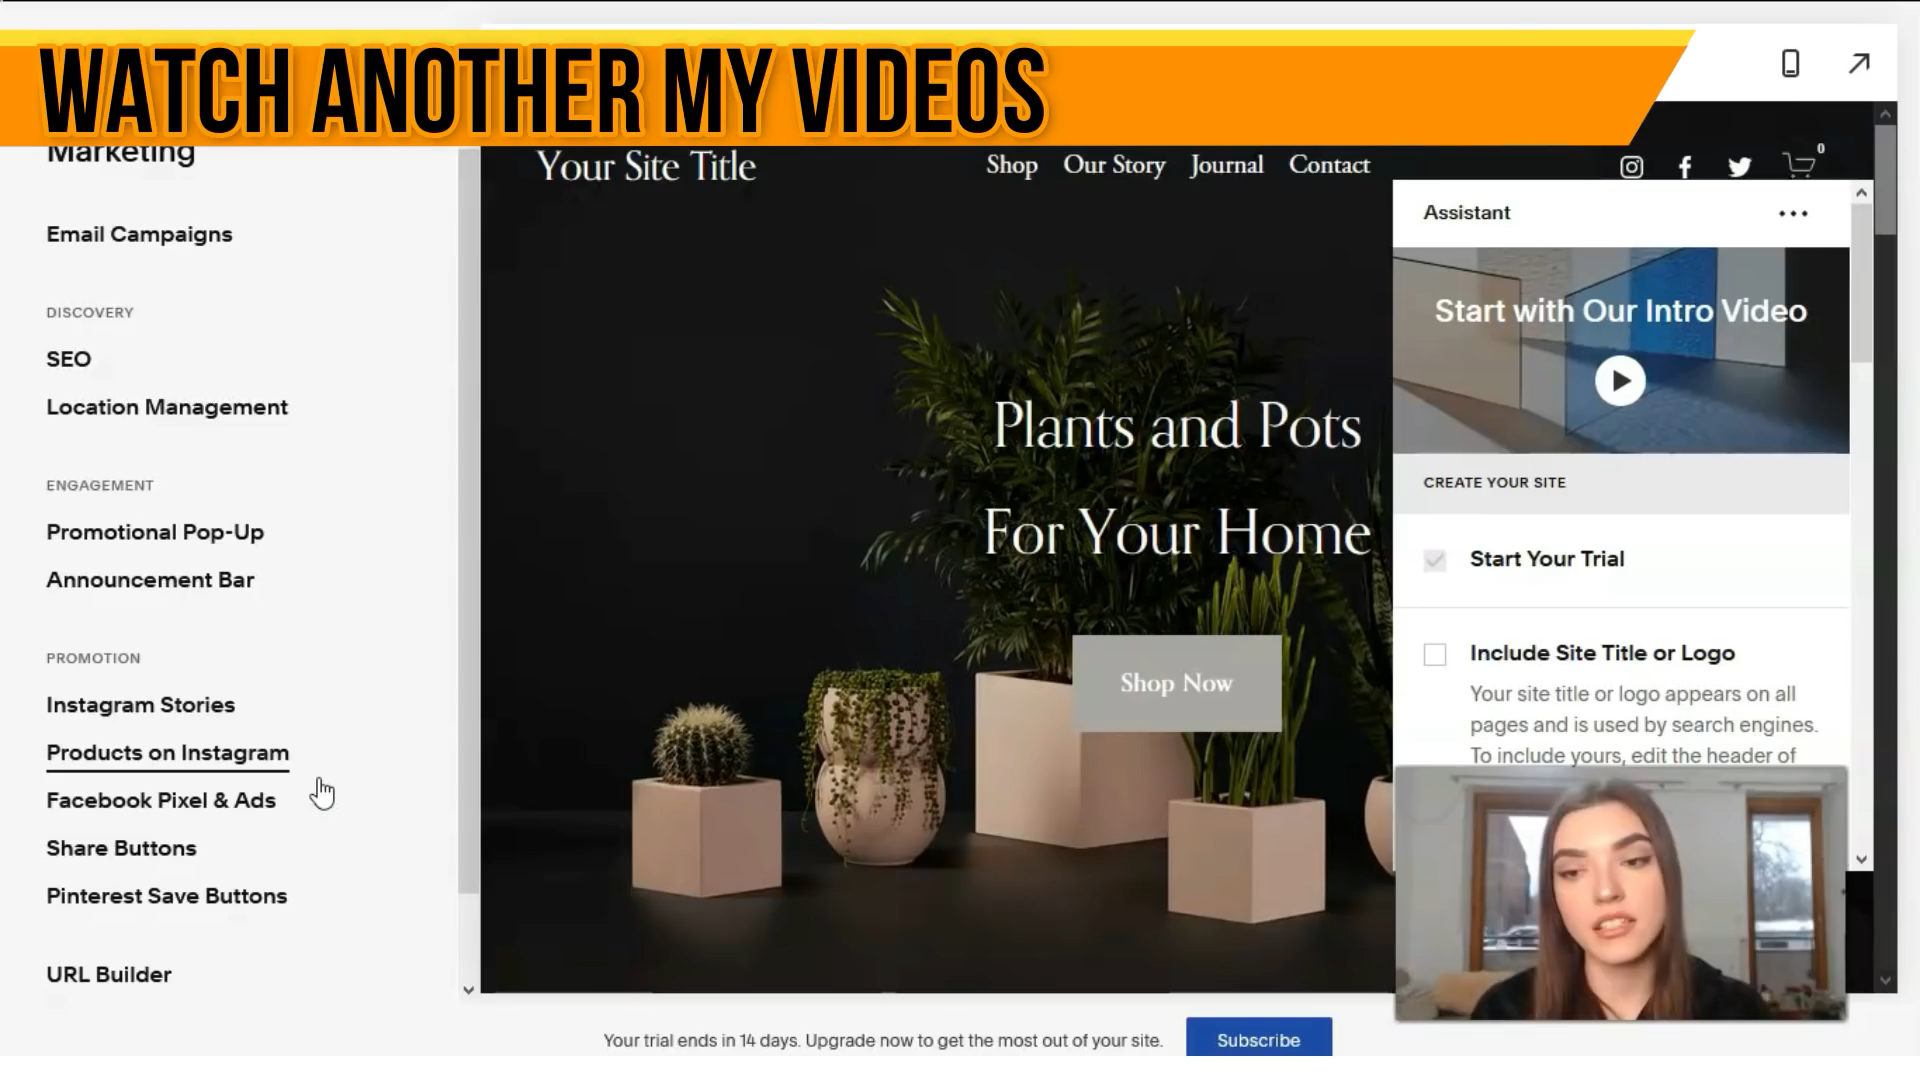 WATCH ANOTHER MY VIDEOS
Marketing
Email Campaigns
DISCOVERY
SEO
Location Management
ENGAGEMENT
Promotional Pop-Up
Announcement Bar
PROMOTION
Instagram Stories
Products on Instagram
Facebook Pixel & Ads
Share Buttons
Pinterest Save Buttons
URL Builder
Your Site Title
Shop Our Story Journal Contact
0
Plants and Pots
For Your Home
Shop Now
Assistant
Start with Our Intro Video
CREATE YOUR SITE
Start Your Trial
Include Site Title or Logo
Your site title or logo appears on all
pages and is used by search engines.
To include yours, edit the header of
Your trial ends in 14 days. Upgrade now to get the most out of your site.
Subscribe